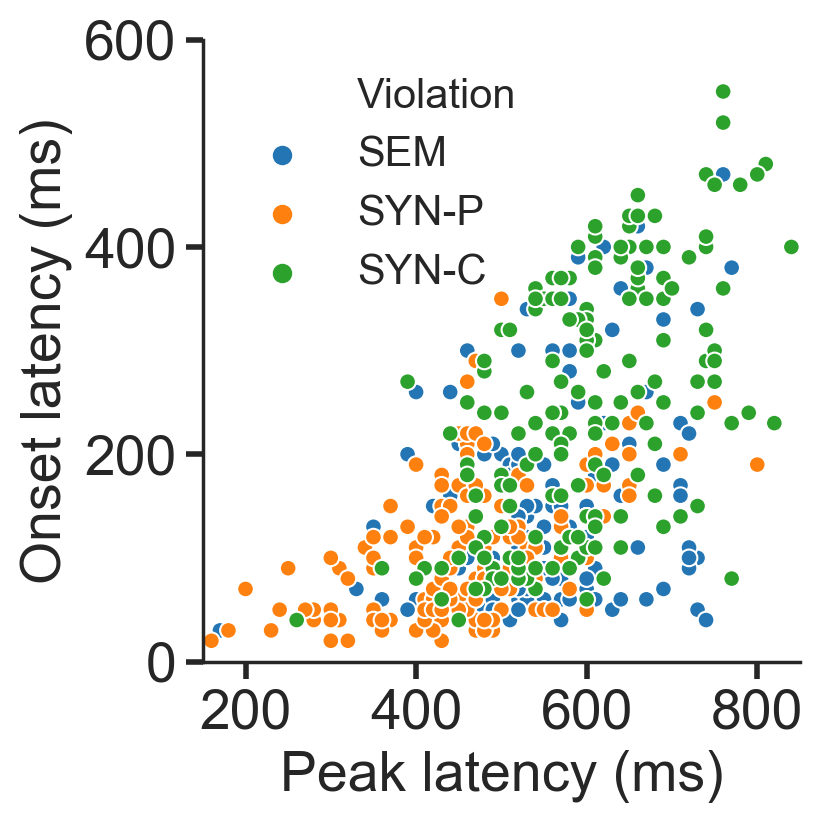 600
400
200
0
Onset latency (ms)
Violation
SEM
SYN-P
SYN-C
200 400 600 800
Peak latency (ms)